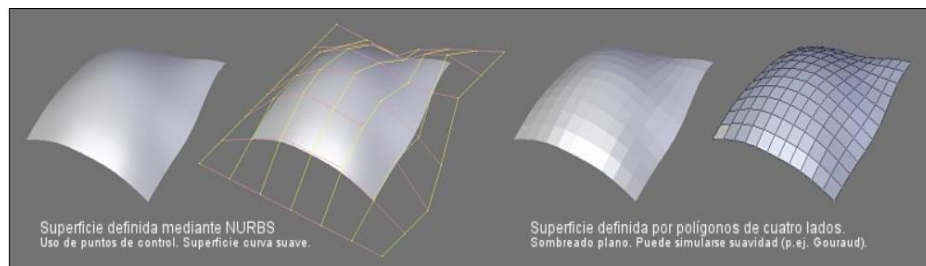 Superficie definida mediante NURBS
Uso de puntos de control. Superficie curva suave.
Superficie definida por polígonos de cuatro lados.
Sombreado plano. Puede simularse suavidad (p.ej. Gouraud).